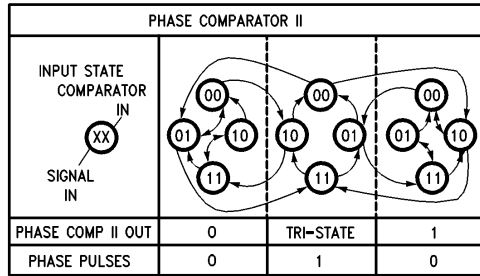 PHASE COMPARATOR II
INPUT STATE
COMPARATOR
IN
XX
SIGNAL
IN
00 00 00
01 10 10 01 01 10
11 11 11
PHASE COMP II OUT 0 TRI-STATE 1
PHASE PULSES 0 1 0